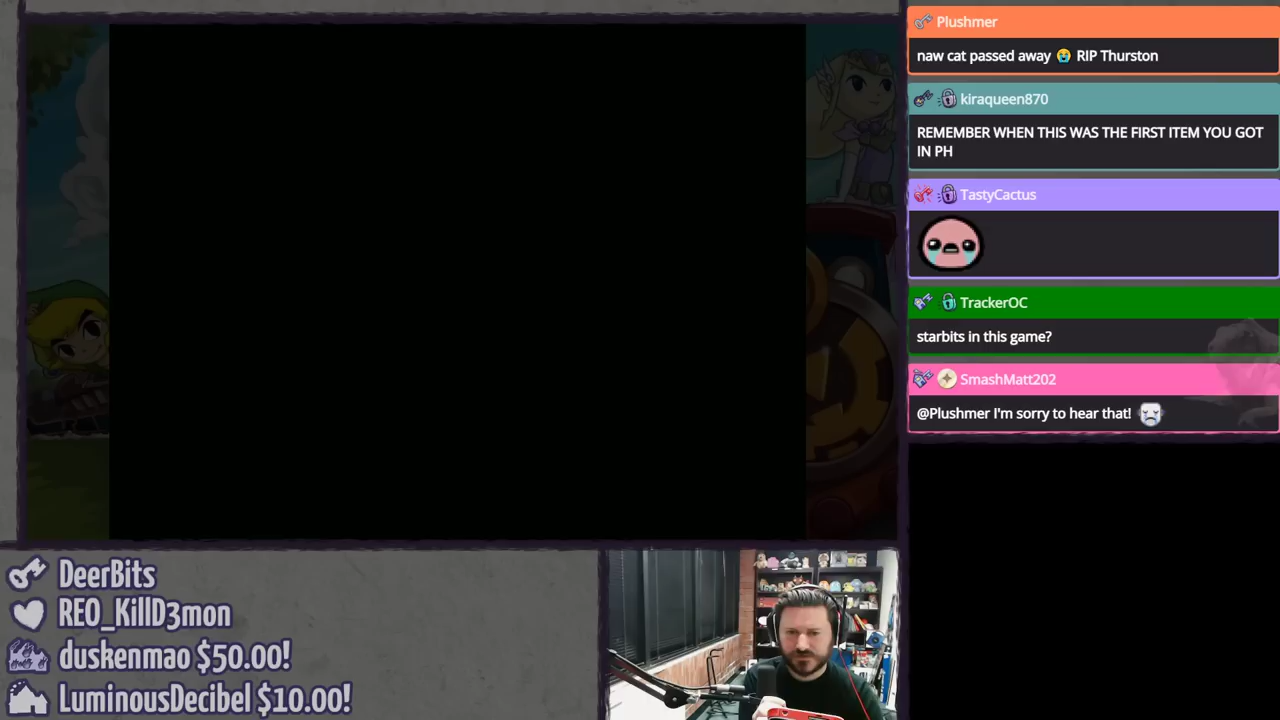 Plushmer
naw cat passed away 😭 RIP Thurston
kiraqueen870
REMEMBER WHEN THIS WAS THE FIRST ITEM YOU GOT
IN PH
TastyCactus
TrackerOC
starbits in this game?
SmashMatt202
@Plushmer I'm sorry to hear that!
DeerBits
REO_KillD3mon
duskenmao $50.00!
LuminousDecibel $10.00!